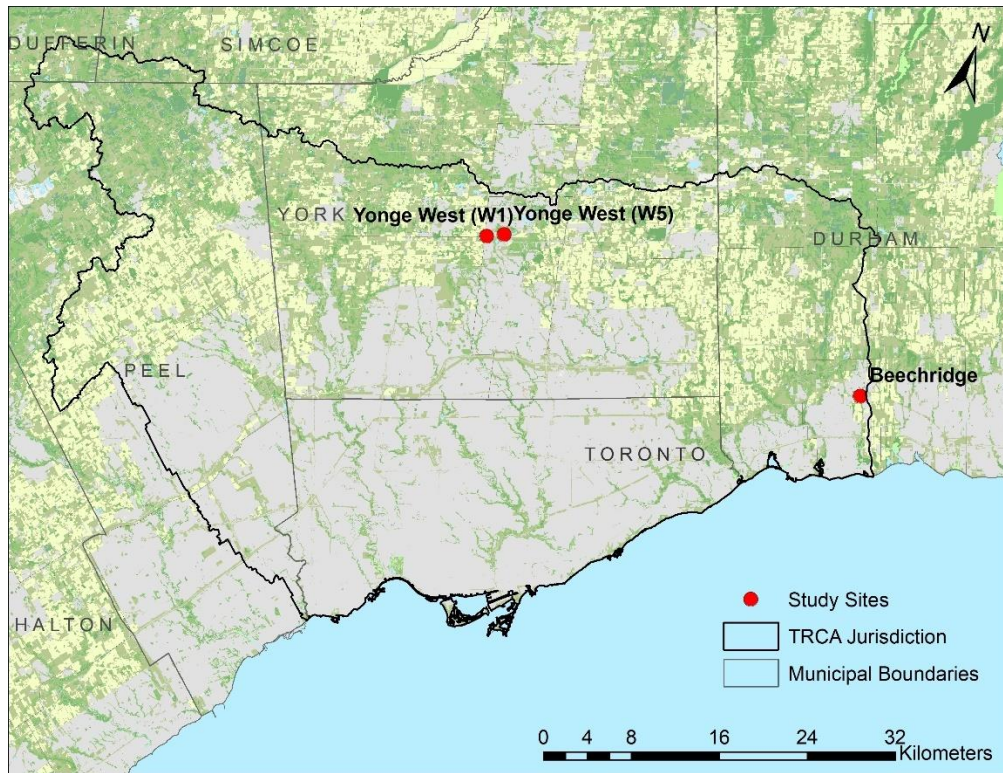 DUFFERIN
SIMCOE
N
YORK
Yonge West (W1)
Yonge West (W5)
DURHAM
PEEL
Beechridge
TORONTO
HALTON
Study Sites
TRCA Jurisdiction
Municipal Boundaries
0 4 8 16 24 32
Kilometers